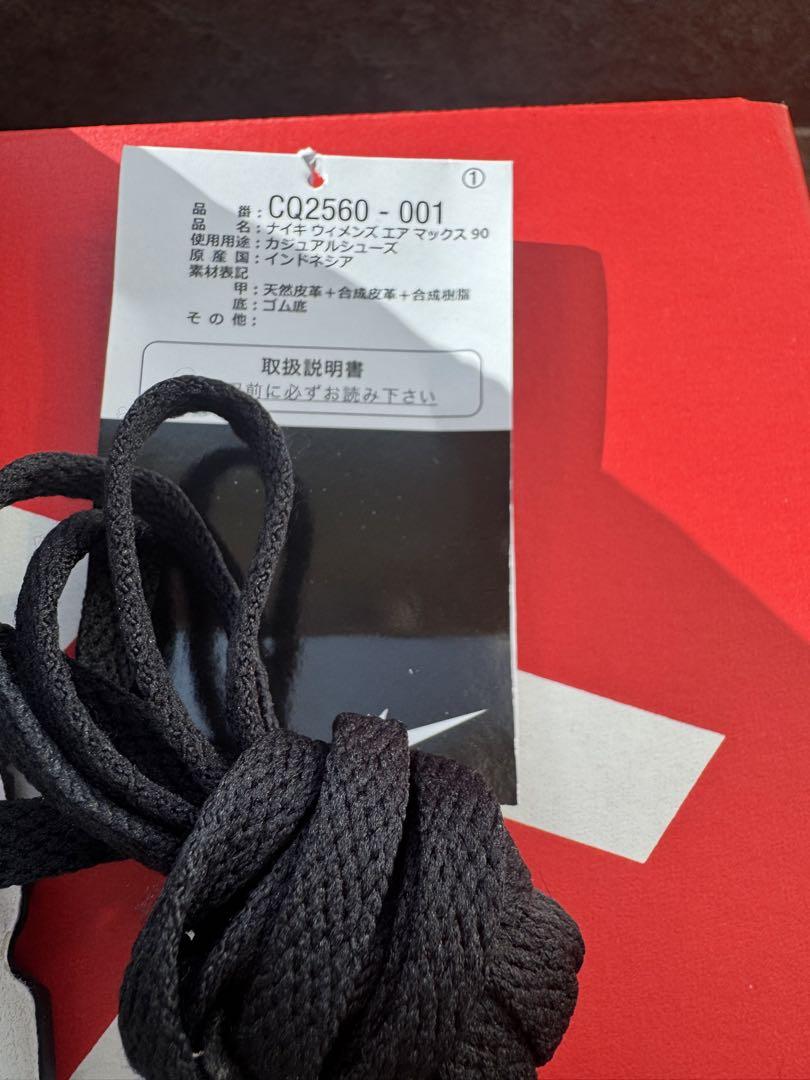 ①
品番：CQ2560 - 001
品名：ナイキ ウィメンズ エア マックス 90
使用用途：カジュアルシューズ
原産国：インドネシア
素材表記
甲：天然皮革＋合成皮革＋合成樹脂
底：ゴム底
その他：
取扱説明書
前に必ずお読み下さい